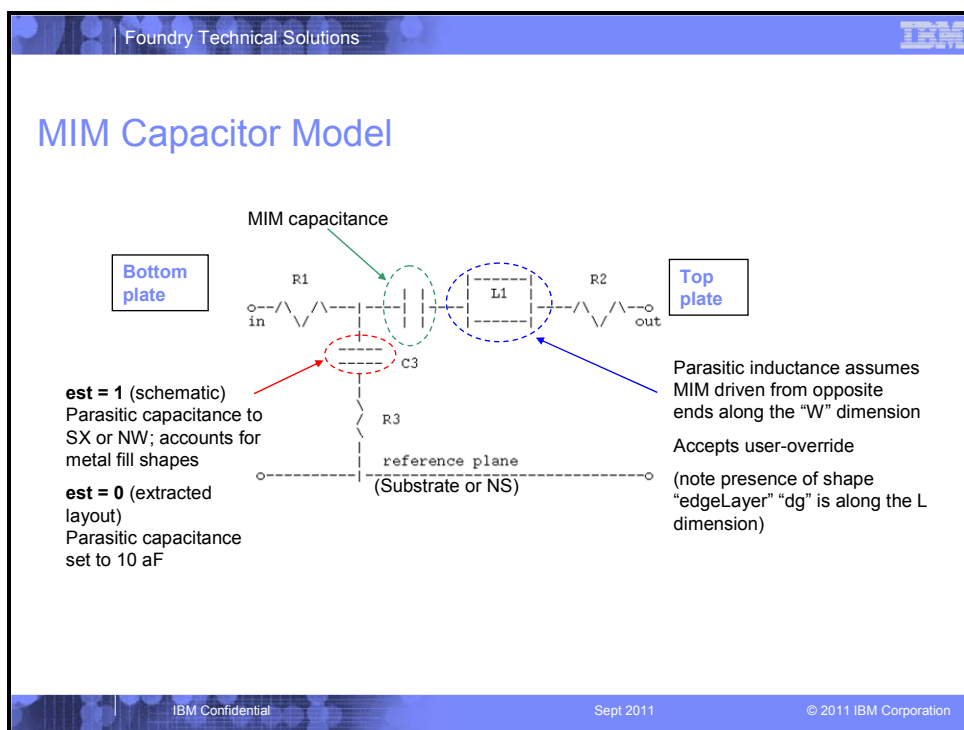 Foundry Technical Solutions
IBM
MIM Capacitor Model
MIM capacitance
Bottom
plate
R1
L1
R2
Top
plate
in
out
C3
R3
reference plane
(Substrate or NS)
est = 1 (schematic)
Parasitic capacitance to
SX or NW; accounts for
metal fill shapes
est = 0 (extracted
layout)
Parasitic capacitance
set to 10 aF
Parasitic inductance assumes
MIM driven from opposite
ends along the “W” dimension
Accepts user-override
(note presence of shape
“edgeLayer” “dg” is along the L
dimension)
IBM Confidential
Sept 2011
© 2011 IBM Corporation